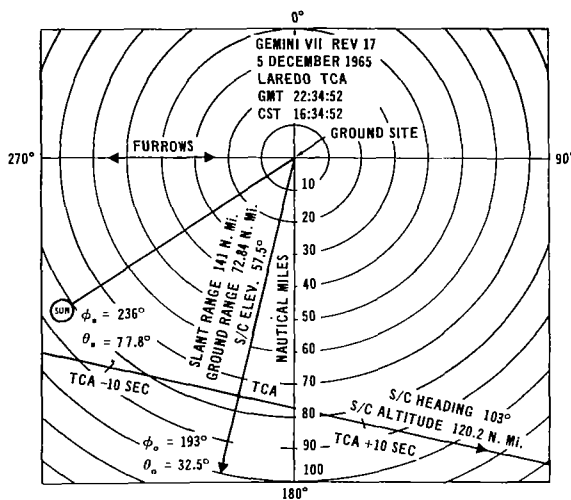 0°
GEMINI VII REV 17
5 DECEMBER 1965
LAREDO TCA
GMT 22:34:52
CST 16:34:52
GROUND SITE
FURROWS
270°
90°
10
20
30
40
50
60
70
80
90
100
NAUTICAL MILES
SLANT RANGE 141 N. Mi.
GROUND RANGE 72.84 N. Mi.
S/C ELEV. 57.5°
SUN
ϕₛ = 236°
θₛ = 77.8°
TCA -10 SEC
TCA
S/C HEADING 103°
S/C ALTITUDE 120.2 N. Mi.
TCA +10 SEC
ϕₒ = 193°
θₒ = 32.5°
180°